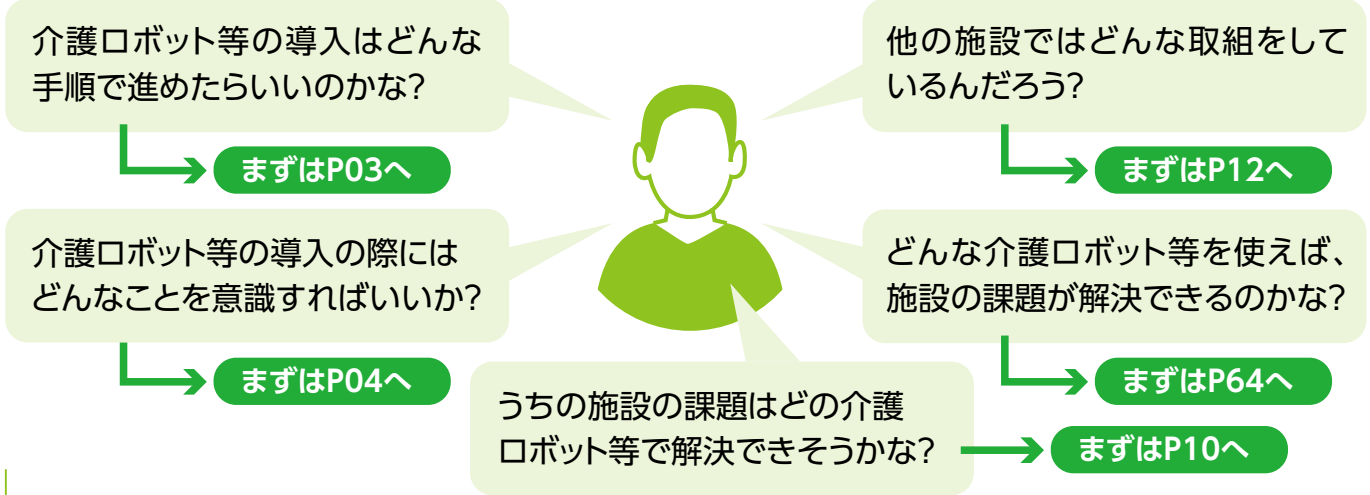 介護ロボット等の導入はどんな
手順で進めたらいいのかな?
まずはP03へ
他の施設ではどんな取組をして
いるんだろう?
まずはP12へ
介護ロボット等の導入の際には
どんなことを意識すればいいか?
まずはP04へ
どんな介護ロボット等を使えば、
施設の課題が解決できるのかな?
まずはP64へ
うちの施設の課題はどの介護
ロボット等で解決できそうかな?
まずはP10へ